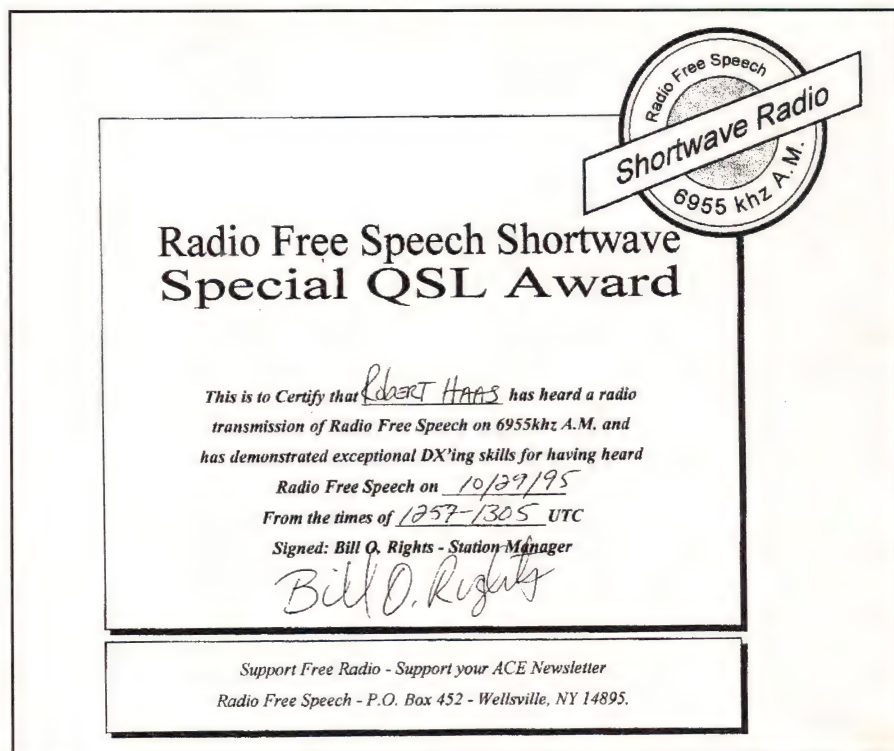 Radio Free Speech
Shortwave Radio
6955 khz A.M.
Radio Free Speech Shortwave
Special QSL Award
This is to Certify that Robert Haas has heard a radio
transmission of Radio Free Speech on 6955khz A.M. and
has demonstrated exceptional DX'ing skills for having heard
Radio Free Speech on 10/29/95
From the times of 1257-1305 UTC
Signed: Bill O. Rights - Station Manager
Bill O. Rights
Support Free Radio - Support your ACE Newsletter
Radio Free Speech - P.O. Box 452 - Wellsville, NY 14895.